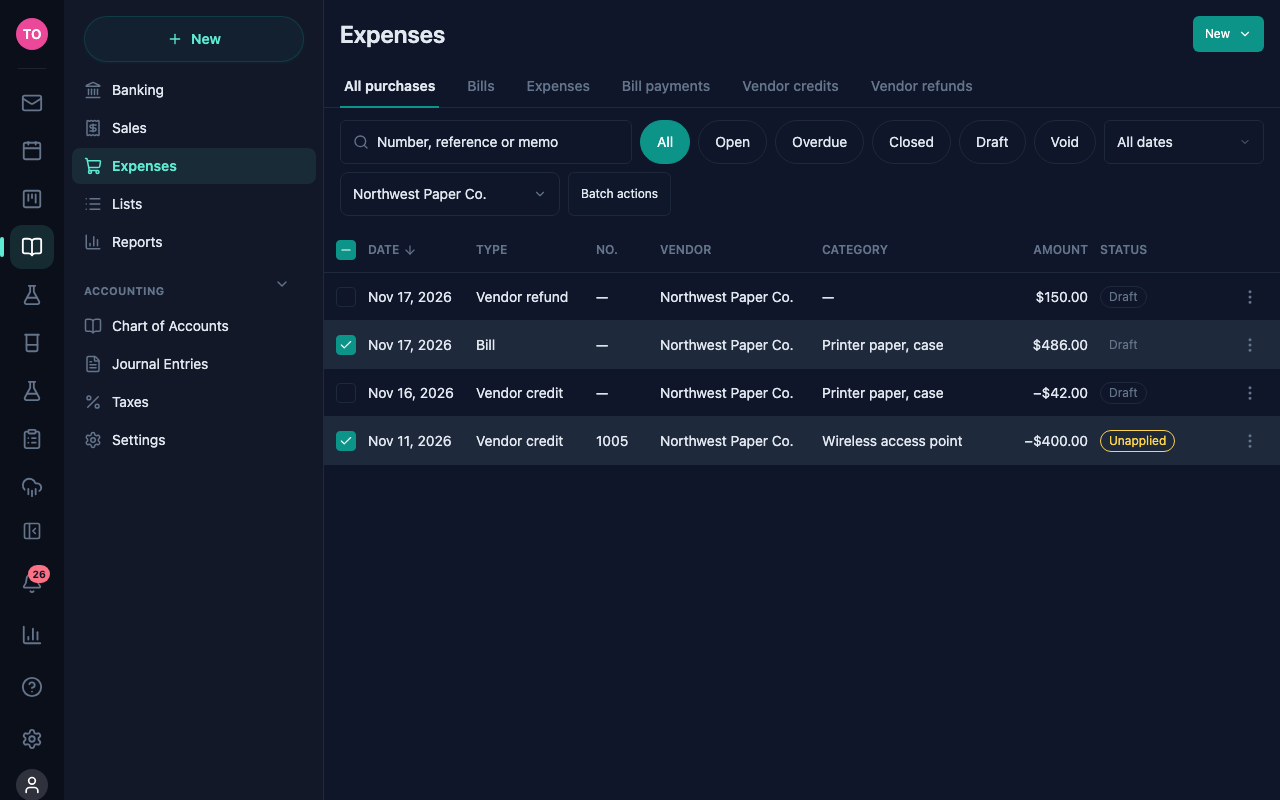 TO
26
New
Banking
Sales
Expenses
Lists
Reports
ACCOUNTING
Chart of Accounts
Journal Entries
Taxes
Settings
Expenses
New
All purchases Bills Expenses Bill payments Vendor credits Vendor refunds
Number, reference or memo All Open Overdue Closed Draft Void All dates
Northwest Paper Co. Batch actions
DATE TYPE NO. VENDOR CATEGORY AMOUNT STATUS
Nov 17, 2026 Vendor refund — Northwest Paper Co. — $150.00 Draft
Nov 17, 2026 Bill — Northwest Paper Co. Printer paper, case $486.00 Draft
Nov 16, 2026 Vendor credit — Northwest Paper Co. Printer paper, case –$42.00 Draft
Nov 11, 2026 Vendor credit 1005 Northwest Paper Co. Wireless access point –$400.00 Unapplied